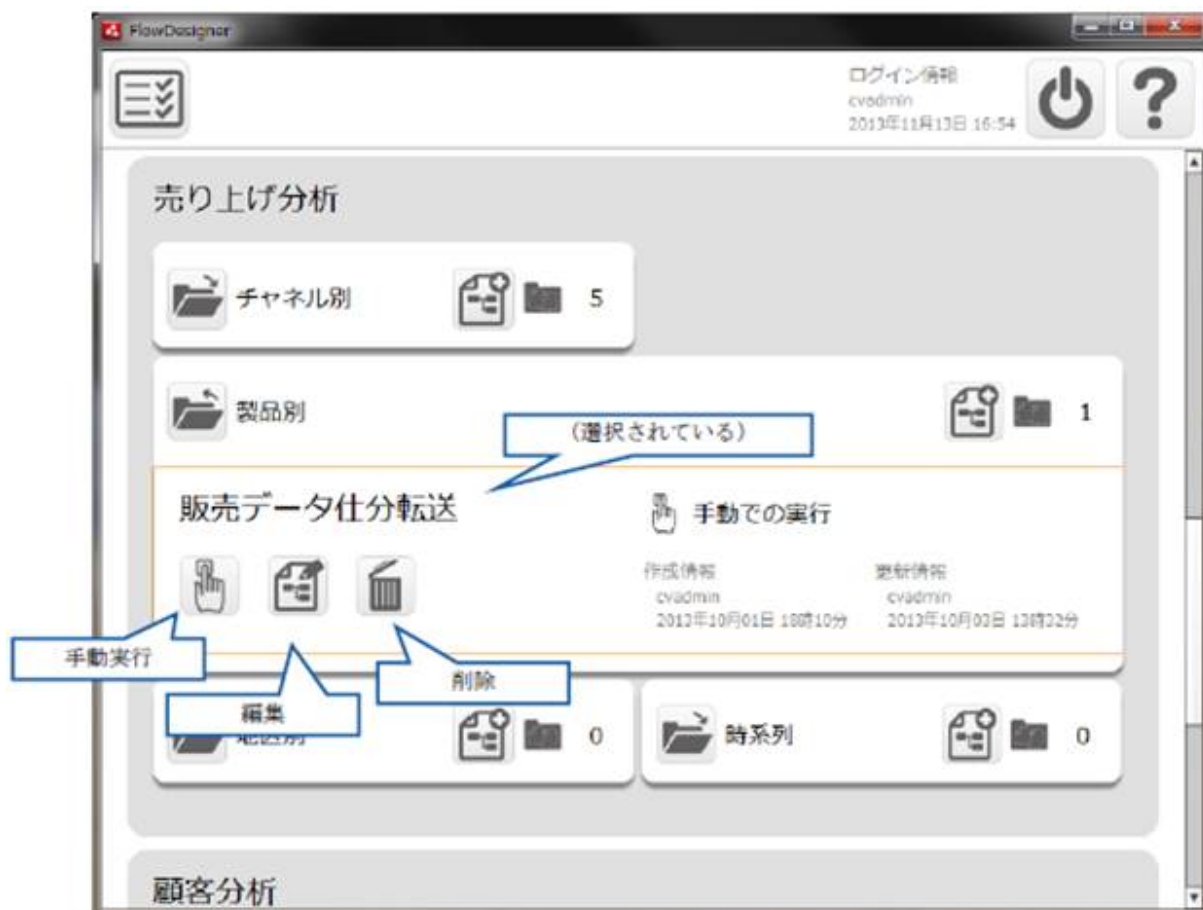 FlowDesigner
ログイン情報
cvadmin
2013年11月13日 16:54
売り上げ分析
チャネル別
5
製品別
1
(選択されている)
販売データ仕分転送
手動での実行
作成情報
更新情報
cvadmin
cvadmin
2013年10月01日 18時10分
2013年10月03日 13時32分
手動実行
編集
削除
0
時系列
0
顧客分析